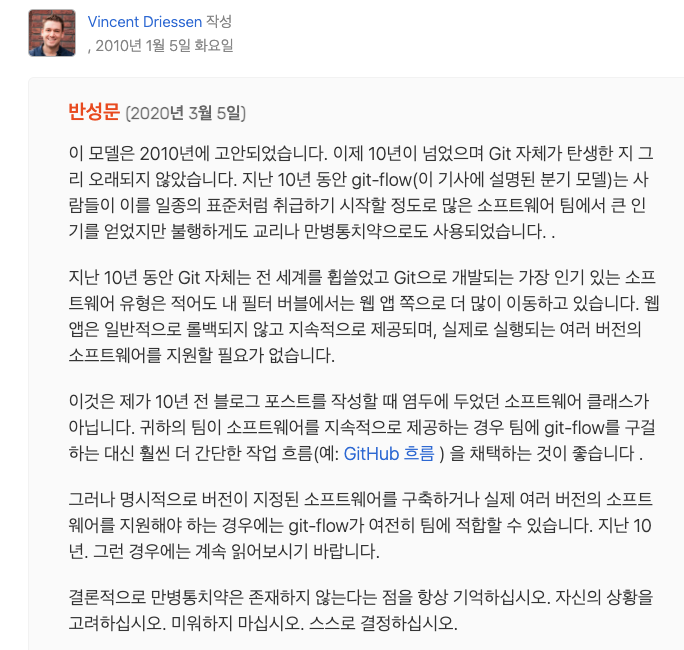 Vincent Driessen 작성
, 2010년 1월 5일 화요일
반성문 (2020년 3월 5일)
이 모델은 2010년에 고안되었습니다. 이제 10년이 넘었으며 Git 자체가 탄생한 지 그
리 오래되지 않았습니다. 지난 10년 동안 git-flow(이 기사에 설명된 분기 모델)는 사
람들이 이를 일종의 표준처럼 취급하기 시작할 정도로 많은 소프트웨어 팀에서 큰 인
기를 얻었지만 불행하게도 교리나 만병통치약으로도 사용되었습니다. .
지난 10년 동안 Git 자체는 전 세계를 휩쓸었고 Git으로 개발되는 가장 인기 있는 소프
트웨어 유형은 적어도 내 필터 버블에서는 웹 앱 쪽으로 더 많이 이동하고 있습니다. 웹
앱은 일반적으로 롤백되지 않고 지속적으로 제공되며, 실제로 실행되는 여러 버전의
소프트웨어를 지원할 필요가 없습니다.
이것은 제가 10년 전 블로그 포스트를 작성할 때 염두에 두었던 소프트웨어 클래스가
아닙니다. 귀하의 팀이 소프트웨어를 지속적으로 제공하는 경우 팀에 git-flow를 구걸
하는 대신 훨씬 더 간단한 작업 흐름(예: GitHub 흐름 ) 을 채택하는 것이 좋습니다 .
그러나 명시적으로 버전이 지정된 소프트웨어를 구축하거나 실제 여러 버전의 소프트
웨어를 지원해야 하는 경우에는 git-flow가 여전히 팀에 적합할 수 있습니다. 지난 10
년. 그런 경우에는 계속 읽어보시기 바랍니다.
결론적으로 만병통치약은 존재하지 않는다는 점을 항상 기억하십시오. 자신의 상황을
고려하십시오. 미워하지 마십시오. 스스로 결정하십시오.